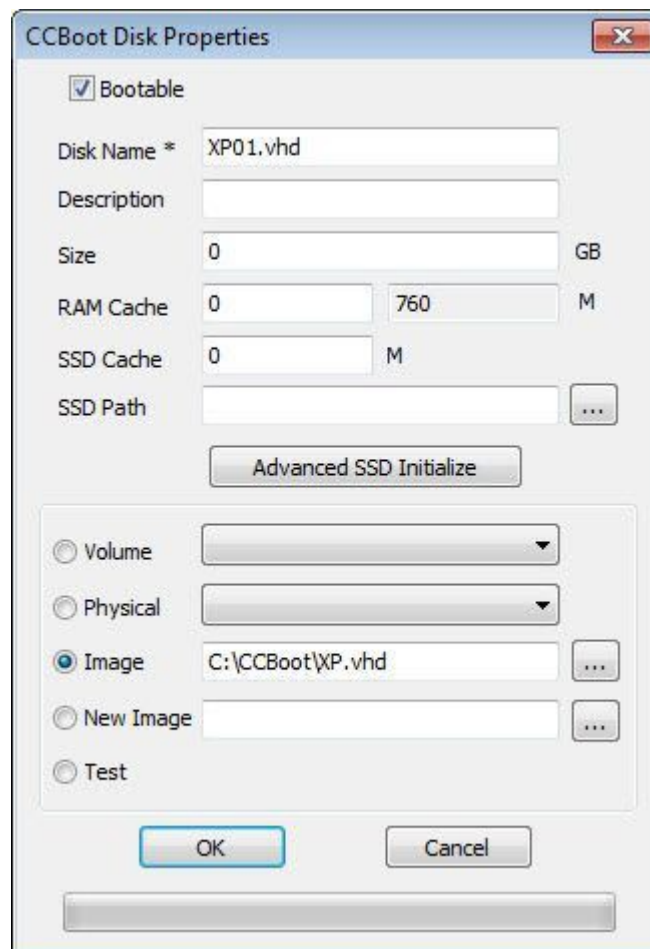 CCBoot Disk Properties
Bootable
Disk Name * XP01.vhd
Description
Size 0 GB
RAM Cache 0 760 M
SSD Cache 0 M
SSD Path ...
Advanced SSD Initialize
Volume
Physical
Image C:\CCBoot\XP.vhd ...
New Image ...
Test
OK Cancel